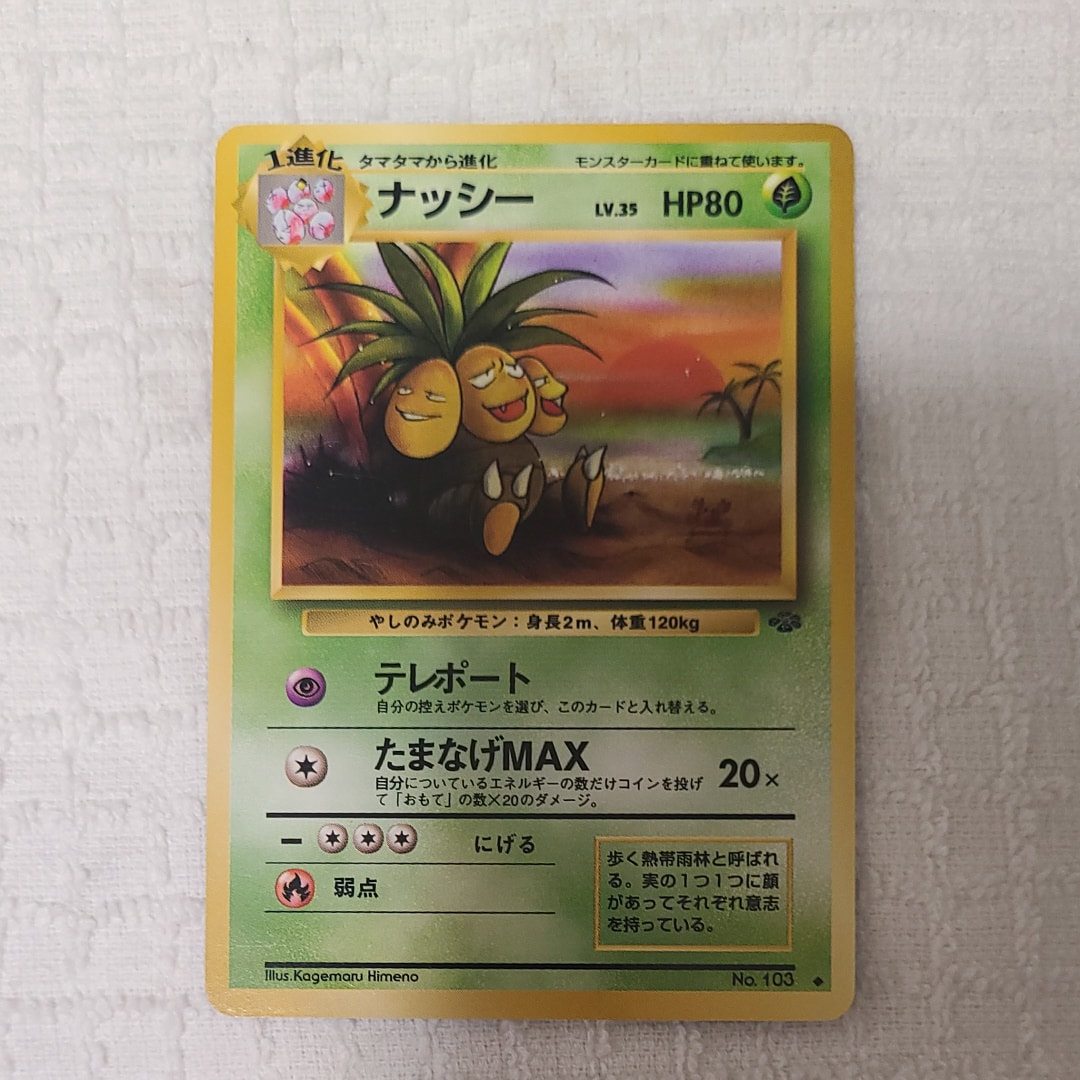 1進化 タマタマから進化 モンスターカードに重ねて使います。
ナッシー LV.35 HP80
やしのみポケモン：身長2m、体重120kg
テレポート
自分の控えポケモンを選び、このカードと入れ替える。
たまなげMAX 20×
自分についているエネルギーの数だけコインを投げ
て「おもて」の数×20のダメージ。
ー にげる
弱点
歩く熱帯雨林と呼ばれ
る。実の1つ1つに顔
があってそれぞれ意志
を持っている。
Illus.Kagemaru Himeno No. 103